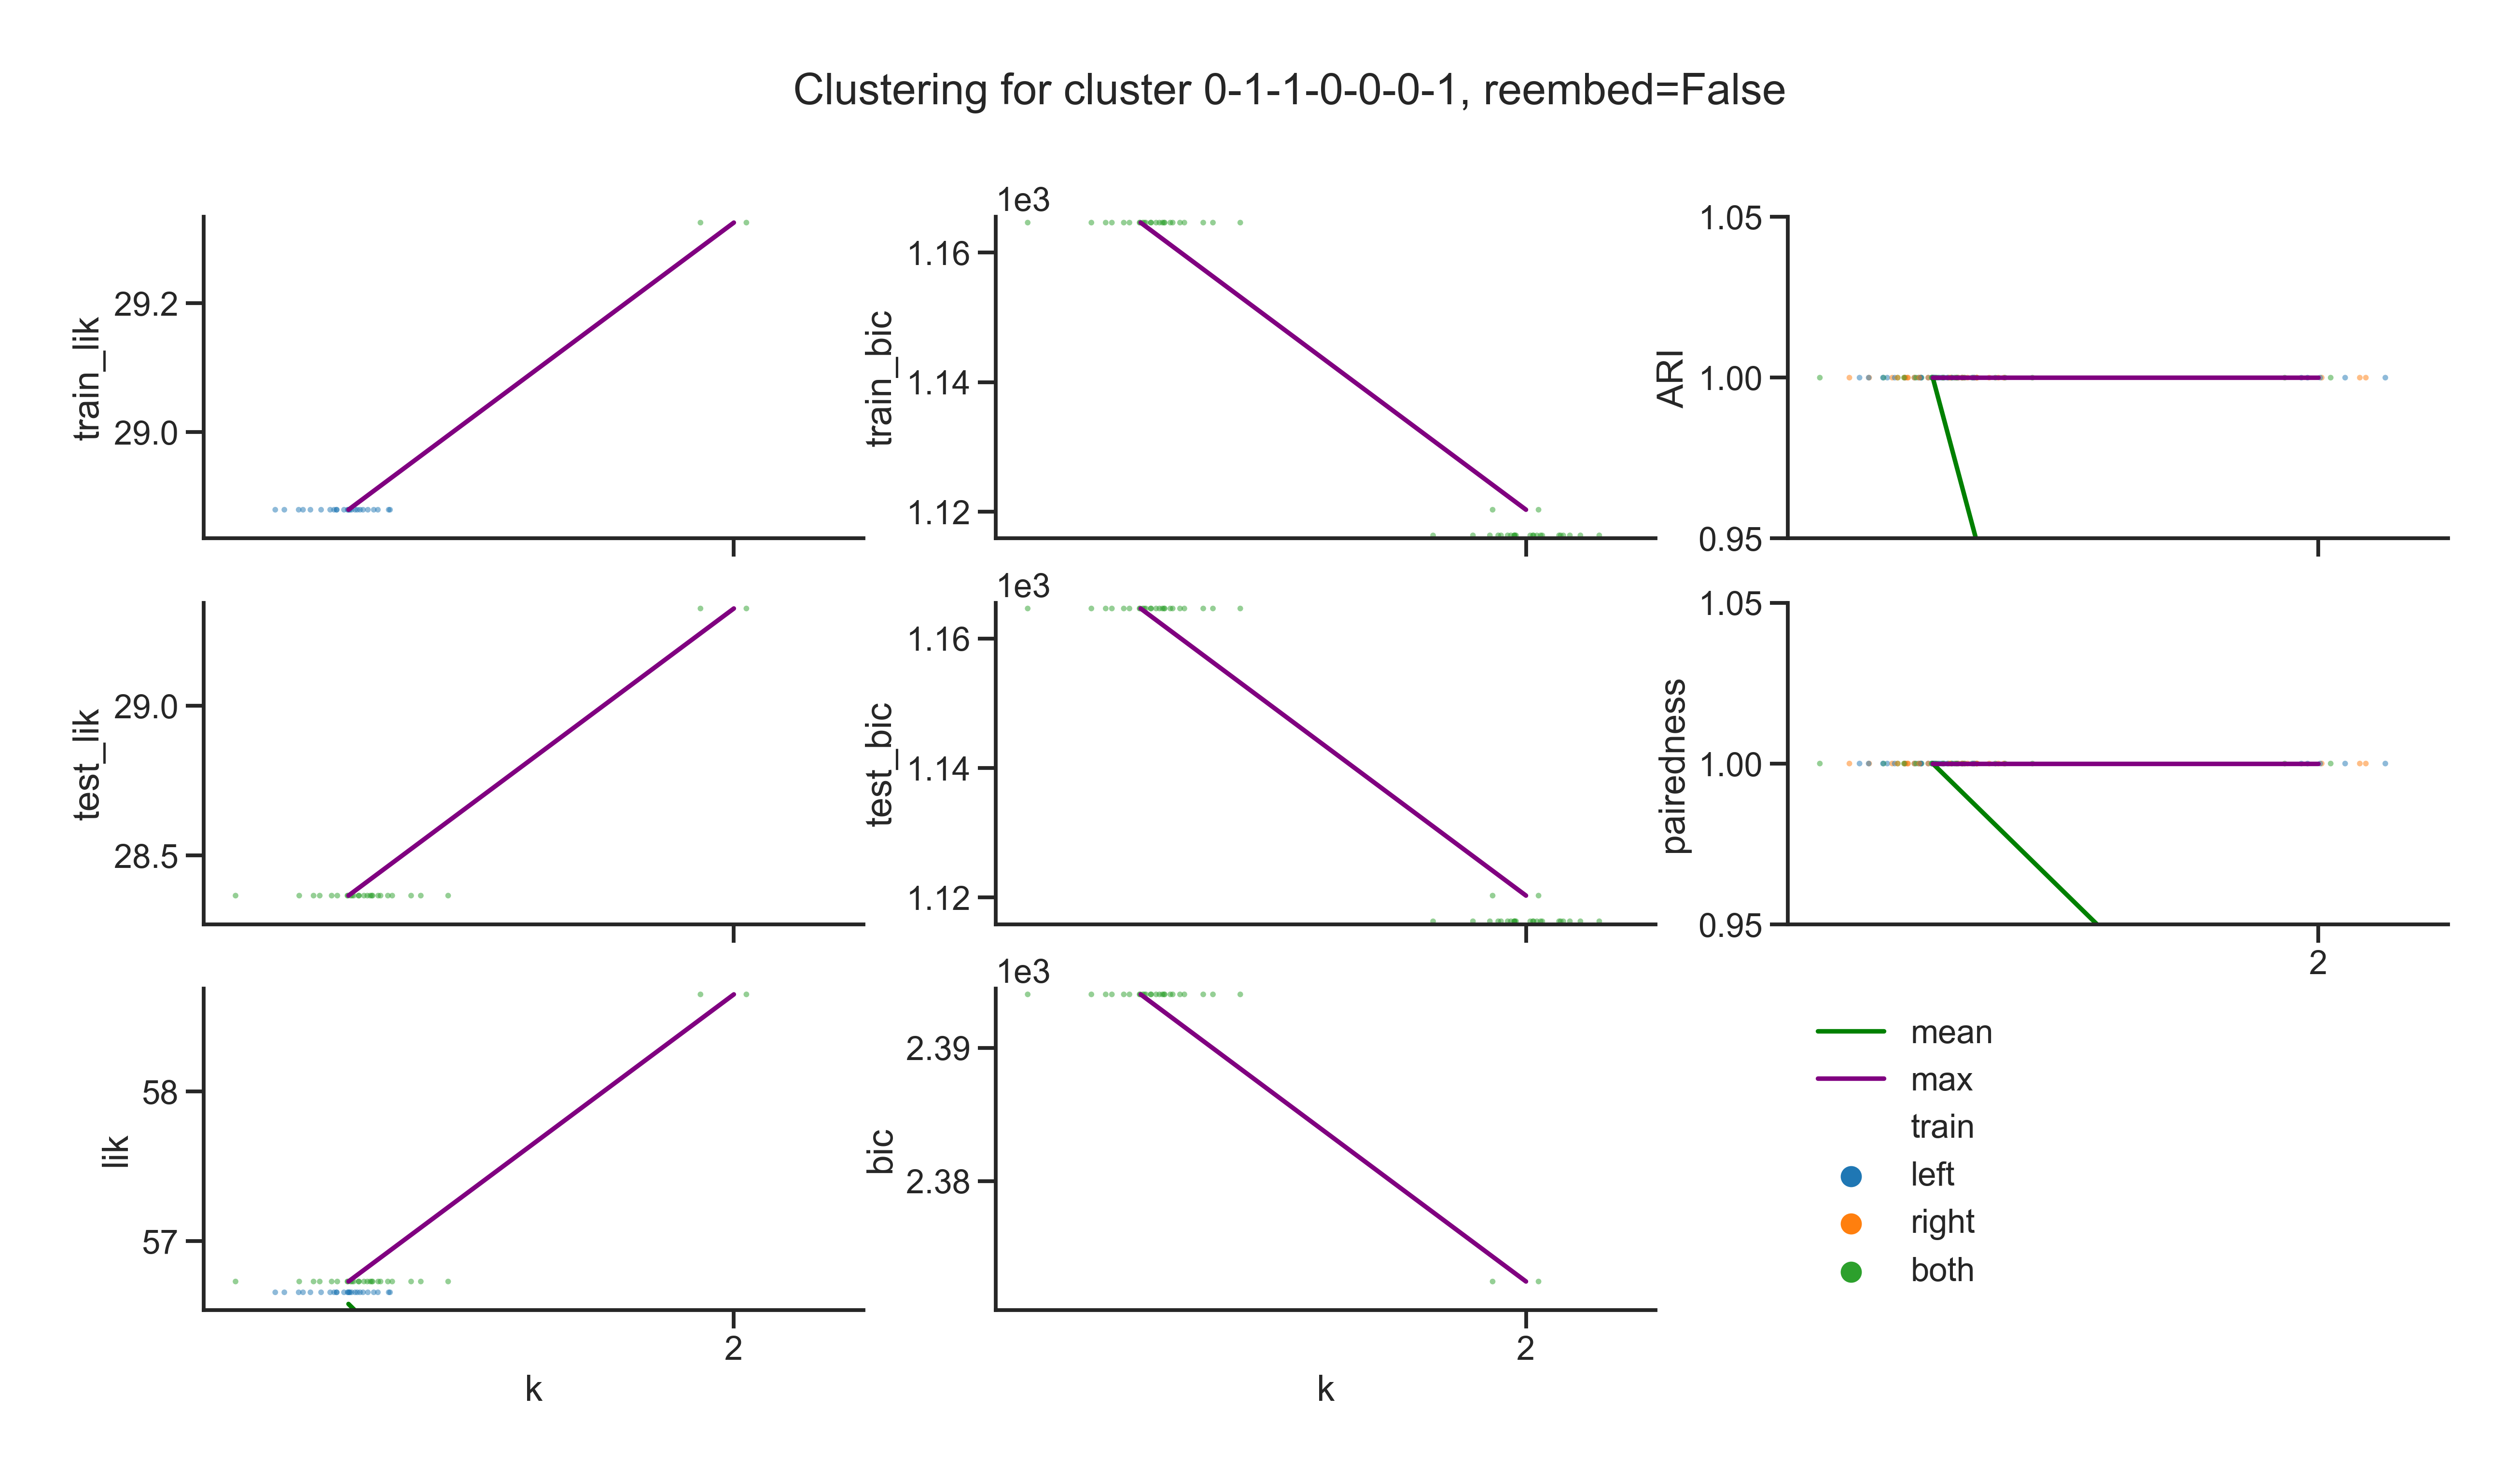 Clustering for cluster 0-1-1-0-0-0-1, reembed=False
train_lik
29.2
29.0
1e3
train_bic
1.16
1.14
1.12
ARI
1.05
1.00
0.95
test_lik
29.0
28.5
1e3
test_bic
1.16
1.14
1.12
pairedness
1.05
1.00
0.95
2
lik
58
57
2
k
1e3
bic
2.39
2.38
2
k
mean
max
train
left
right
both